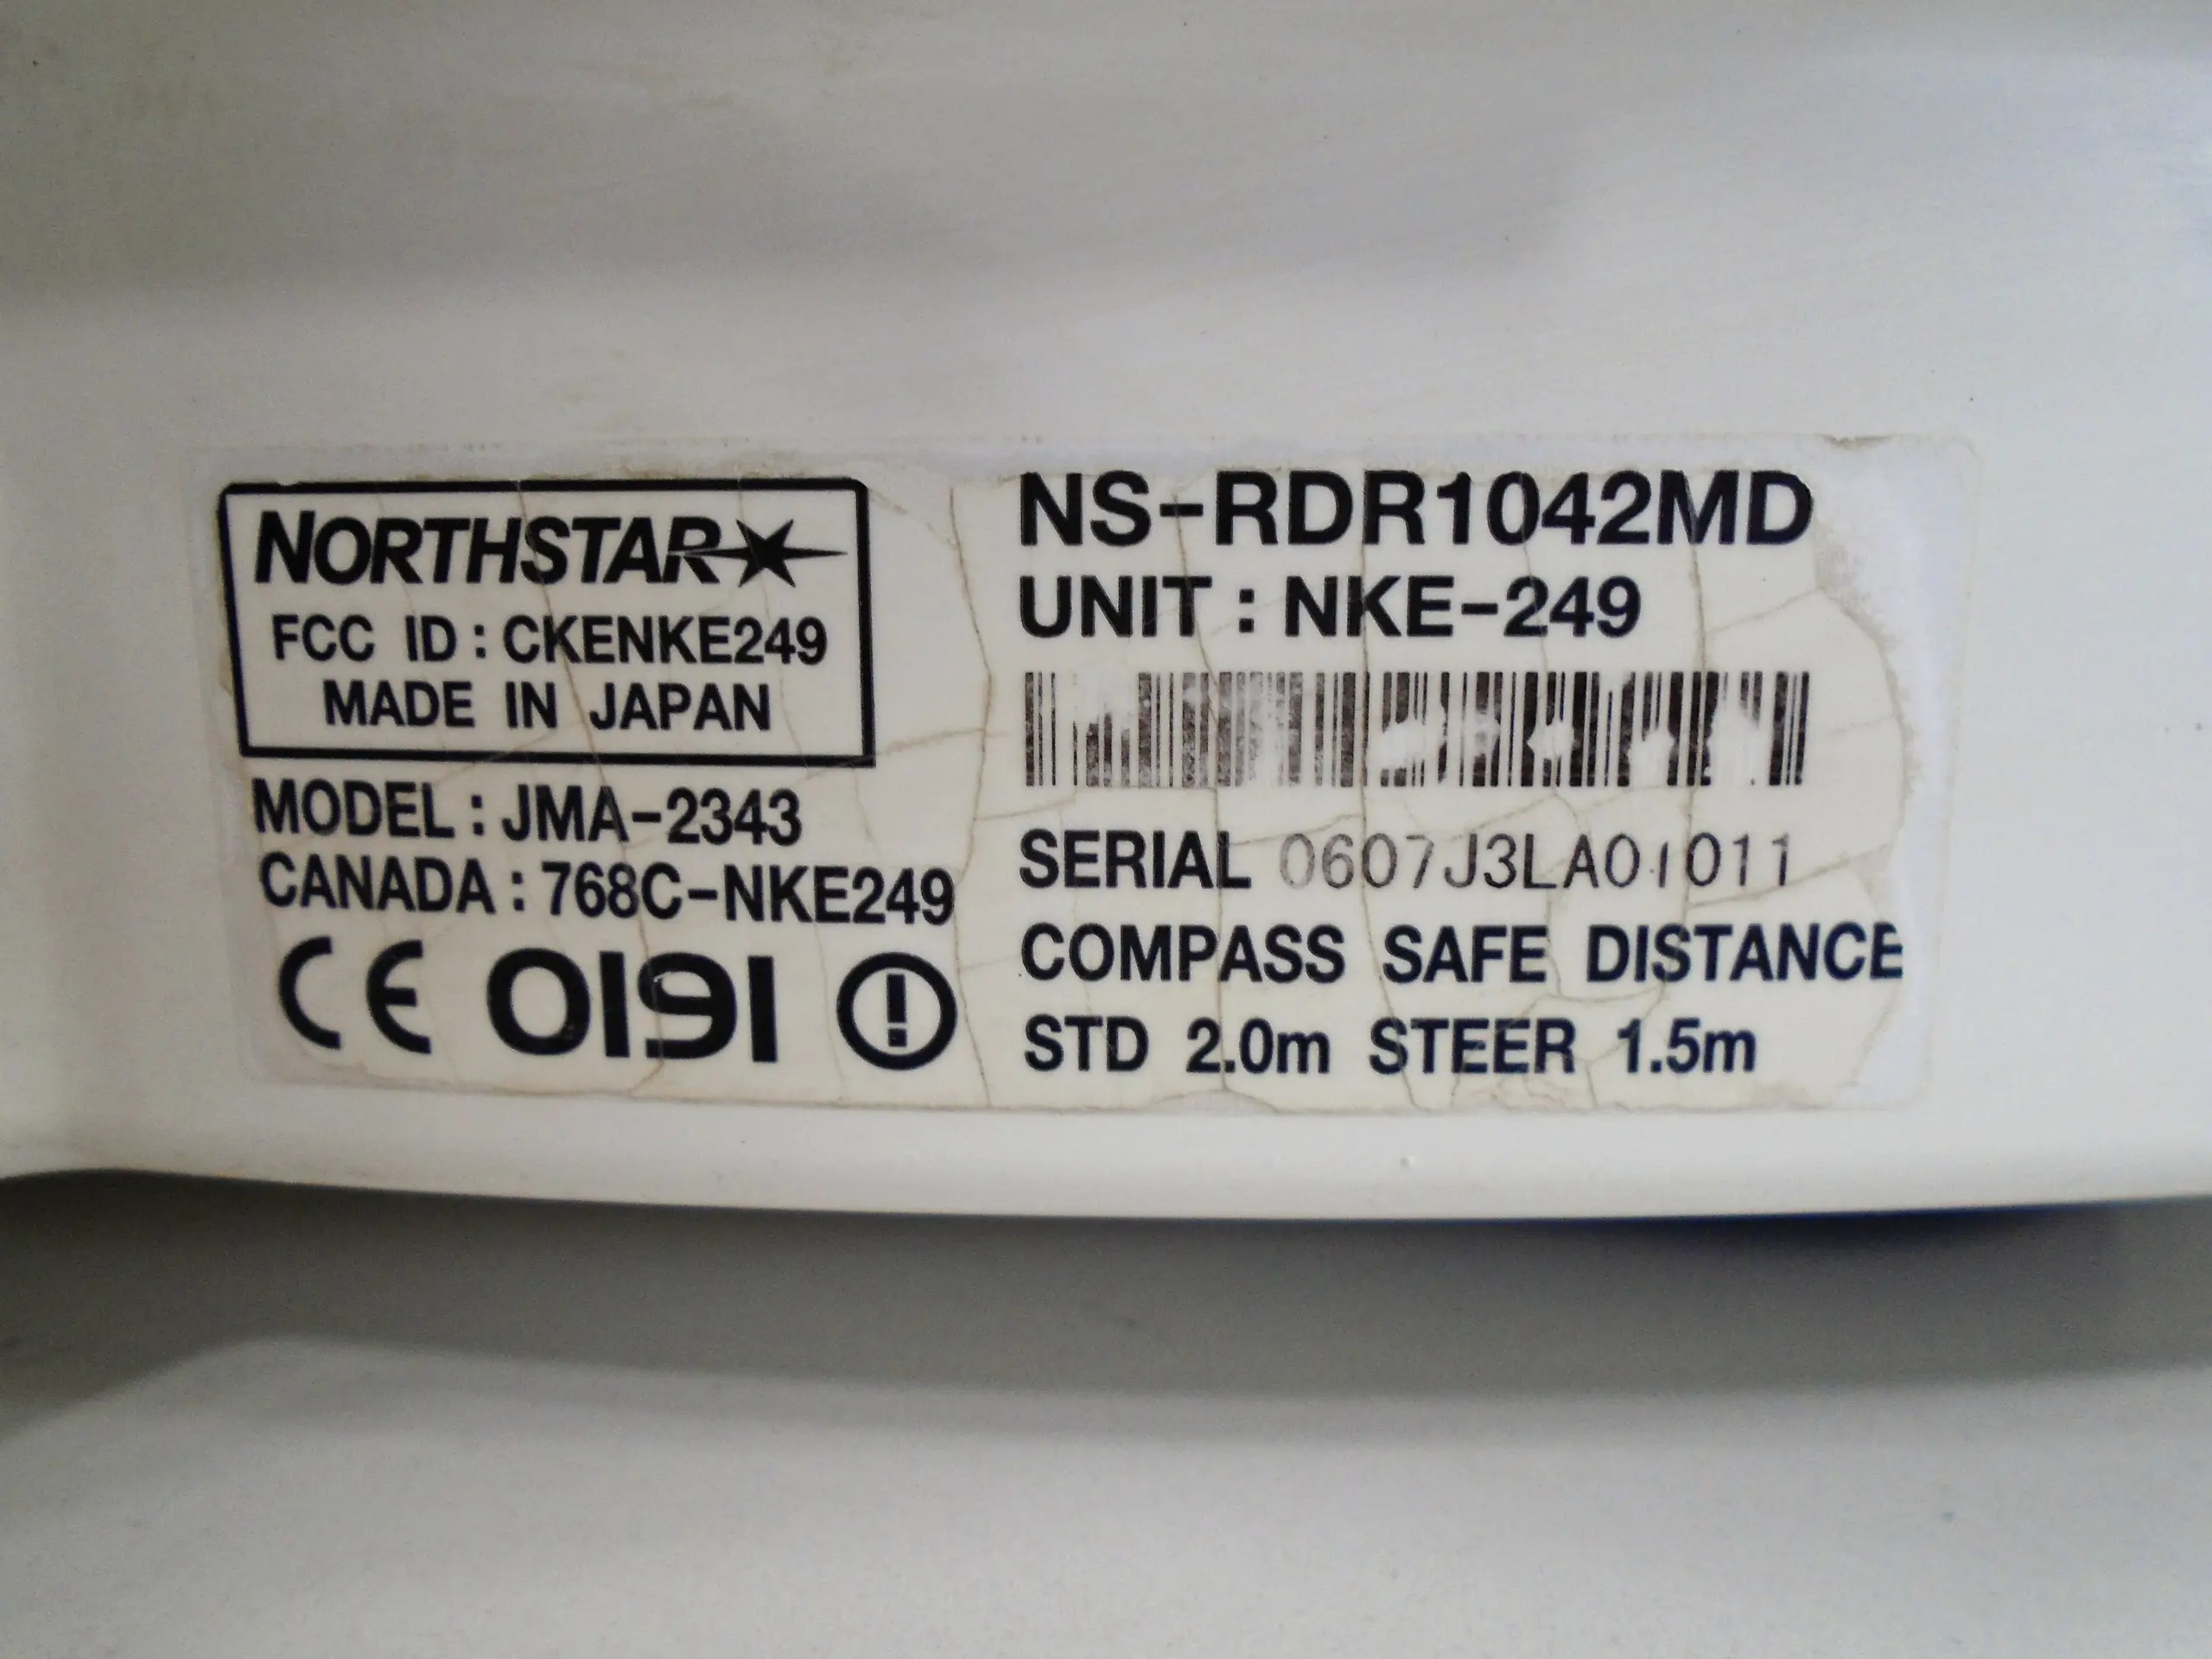 NORTHSTAR
FCC ID : CKENKE249
MADE IN JAPAN
MODEL : JMA-2343
CANADA : 768C-NKE249
CE 0191
NS-RDR1042MD
UNIT : NKE-249
SERIAL 0607J3LA01011
COMPASS SAFE DISTANCE
STD 2.0m STEER 1.5m